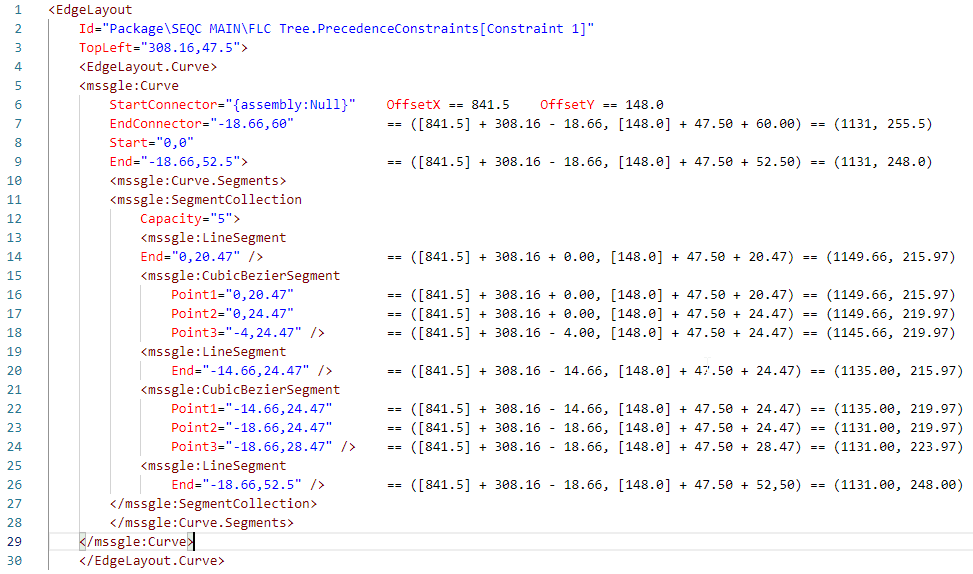 1 <EdgeLayout
2 Id="Package\SEQC MAIN\FLC Tree.PrecedenceConstraints[Constraint 1]"
3 TopLeft="308.16,47.5">
4 <EdgeLayout.Curve>
5 <mssgle:Curve
6 StartConnector="{assembly:Null}" OffsetX == 841.5 OffsetY == 148.0
7 EndConnector="-18.66,60" == ([841.5] + 308.16 - 18.66, [148.0] + 47.50 + 60.00) == (1131, 255.5)
8 Start="0,0"
9 End="-18.66,52.5"> == ([841.5] + 308.16 - 18.66, [148.0] + 47.50 + 52.50) == (1131, 248.0)
10 <mssgle:Curve.Segments>
11 <mssgle:SegmentCollection
12 Capacity="5">
13 <mssgle:LineSegment
14 End="0,20.47" /> == ([841.5] + 308.16 + 0.00, [148.0] + 47.50 + 20.47) == (1149.66, 215.97)
15 <mssgle:CubicBezierSegment
16 Point1="0,20.47" == ([841.5] + 308.16 + 0.00, [148.0] + 47.50 + 20.47) == (1149.66, 215.97)
17 Point2="0,24.47" == ([841.5] + 308.16 + 0.00, [148.0] + 47.50 + 24.47) == (1149.66, 219.97)
18 Point3="-4,24.47" /> == ([841.5] + 308.16 - 4.00, [148.0] + 47.50 + 24.47) == (1145.66, 219.97)
19 <mssgle:LineSegment
20 End="-14.66,24.47" /> == ([841.5] + 308.16 - 14.66, [148.0] + 47.50 + 24.47) == (1135.00, 215.97)
21 <mssgle:CubicBezierSegment
22 Point1="-14.66,24.47" == ([841.5] + 308.16 - 14.66, [148.0] + 47.50 + 24.47) == (1135.00, 219.97)
23 Point2="-18.66,24.47" == ([841.5] + 308.16 - 18.66, [148.0] + 47.50 + 24.47) == (1131.00, 219.97)
24 Point3="-18.66,28.47" /> == ([841.5] + 308.16 - 18.66, [148.0] + 47.50 + 28.47) == (1131.00, 223.97)
25 <mssgle:LineSegment
26 End="-18.66,52.5" /> == ([841.5] + 308.16 - 18.66, [148.0] + 47.50 + 52,50) == (1131.00, 248.00)
27 </mssgle:SegmentCollection>
28 </mssgle:Curve.Segments>
29 </mssgle:Curve>
30 </EdgeLayout.Curve>